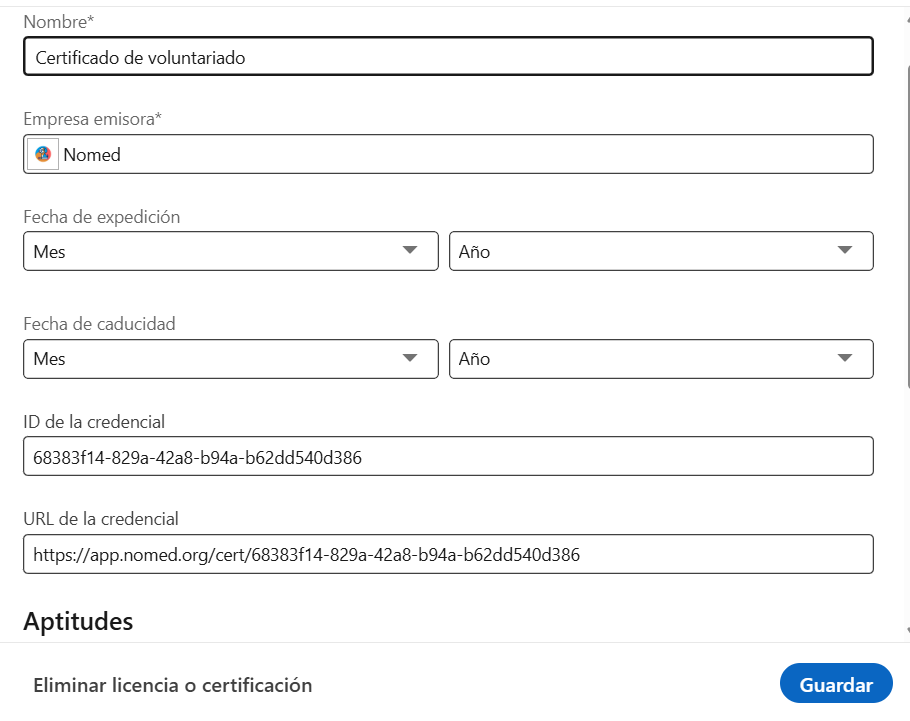 Nombre*
Certificado de voluntariado
Empresa emisora*
Nomed
Fecha de expedición
Mes Año
Fecha de caducidad
Mes Año
ID de la credencial
68383f14-829a-42a8-b94a-b62dd540d386
URL de la credencial
https://app.nomed.org/cert/68383f14-829a-42a8-b94a-b62dd540d386
Aptitudes
Eliminar licencia o certificación Guardar